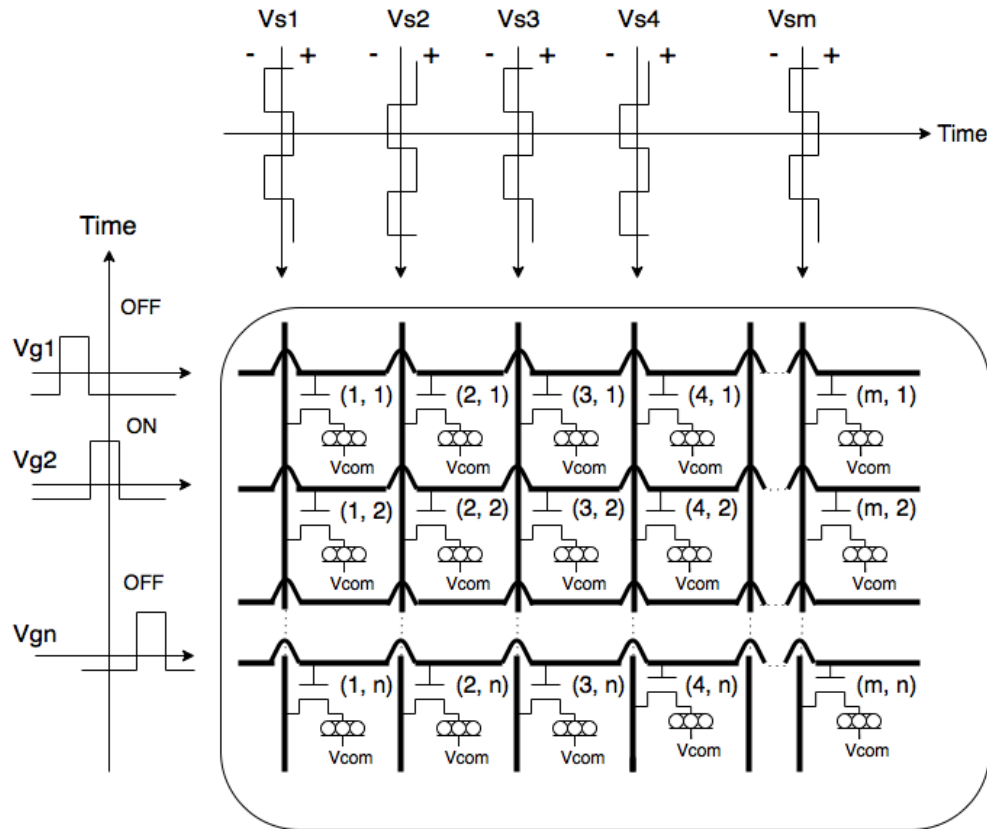 Vs1 Vs2 Vs3 Vs4 Vsm
- + - + - + - + - +
Time
Time
OFF
Vg1
(1, 1) (2, 1) (3, 1) (4, 1) (m, 1)
ON
Vcom Vcom Vcom Vcom Vcom
Vg2
(1, 2) (2, 2) (3, 2) (4, 2) (m, 2)
Vcom Vcom Vcom Vcom Vcom
OFF
Vgn
(1, n) (2, n) (3, n) (4, n) (m, n)
Vcom Vcom Vcom Vcom Vcom